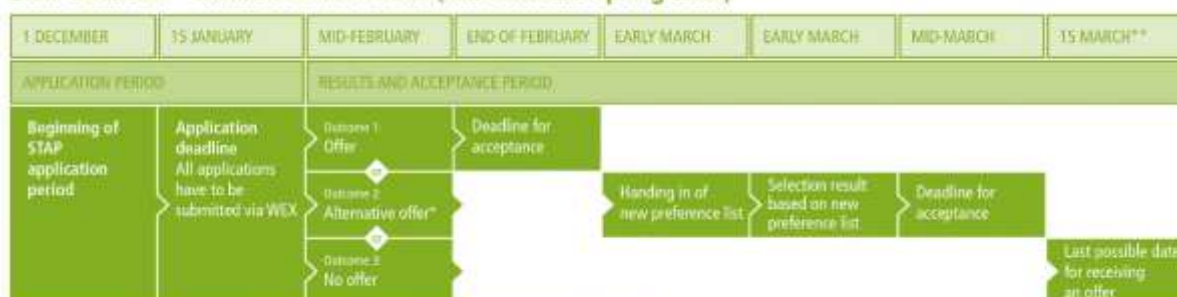 1 DECEMBER
15 JANUARY
MID-FEBRUARY
END OF FEBRUARY
EARLY MARCH
EARLY MARCH
MID-MARCH
15 MARCH**
APPLICATION PERIOD
RESULTS AND ACCEPTANCE PERIOD
Beginning of
STAP
application
period
Application
deadline
All applications
have to be
submitted via WEX
Outcome 1
Offer
or
Outcome 2
Alternative offer*
or
Outcome 3
No offer
Deadline for
acceptance
Handing in of
new preference list
Selection result
based on new
preference list
Deadline for
acceptance
Last possible date
for receiving
an offer